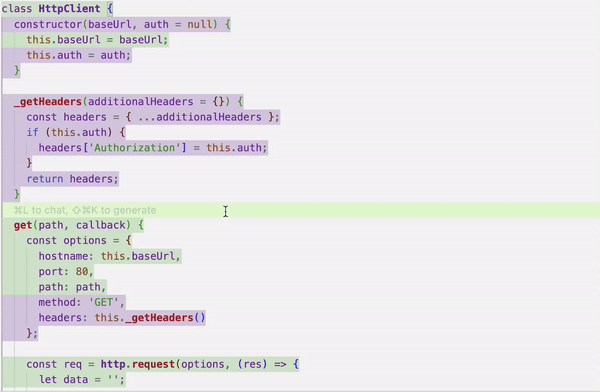 class HttpClient {
  constructor(baseUrl, auth = null) {
    this.baseUrl = baseUrl;
    this.auth = auth;
  }

  _getHeaders(additionalHeaders = {}) {
    const headers = { ...additionalHeaders };
    if (this.auth) {
      headers['Authorization'] = this.auth;
    }
    return headers;
  }
  ⌘L to chat, ⇧⌘K to generate
  get(path, callback) {
    const options = {
      hostname: this.baseUrl,
      port: 80,
      path: path,
      method: 'GET',
      headers: this._getHeaders()
    };

    const req = http.request(options, (res) => {
      let data = '';